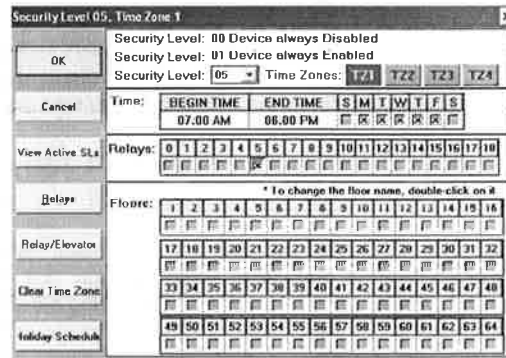 Security Level 05, Time Zone 1
Security Level: 00 Device always Disabled
Security Level: 01 Device always Enabled
Security Level: 05 Time Zones: TZ1 TZ2 TZ3 TZ4
OK
Cancel
View Active SLs
Relays
Relay/Elevator
Clear Time Zone
Holiday Schedule
Time: BEGIN TIME END TIME S M T W T F S
07.00 AM 06.00 PM
Relays: 0 1 2 3 4 5 6 7 8 9 10 11 12 13 14 15 16 17 18
* To change the floor name, double-click on it
Floors: 1 2 3 4 5 6 7 8 9 10 11 12 13 14 15 16
17 18 19 20 21 22 23 24 25 26 27 28 29 30 31 32
33 34 35 36 37 38 39 40 41 42 43 44 45 46 47 48
49 50 51 52 53 54 55 56 57 58 59 60 61 62 63 64